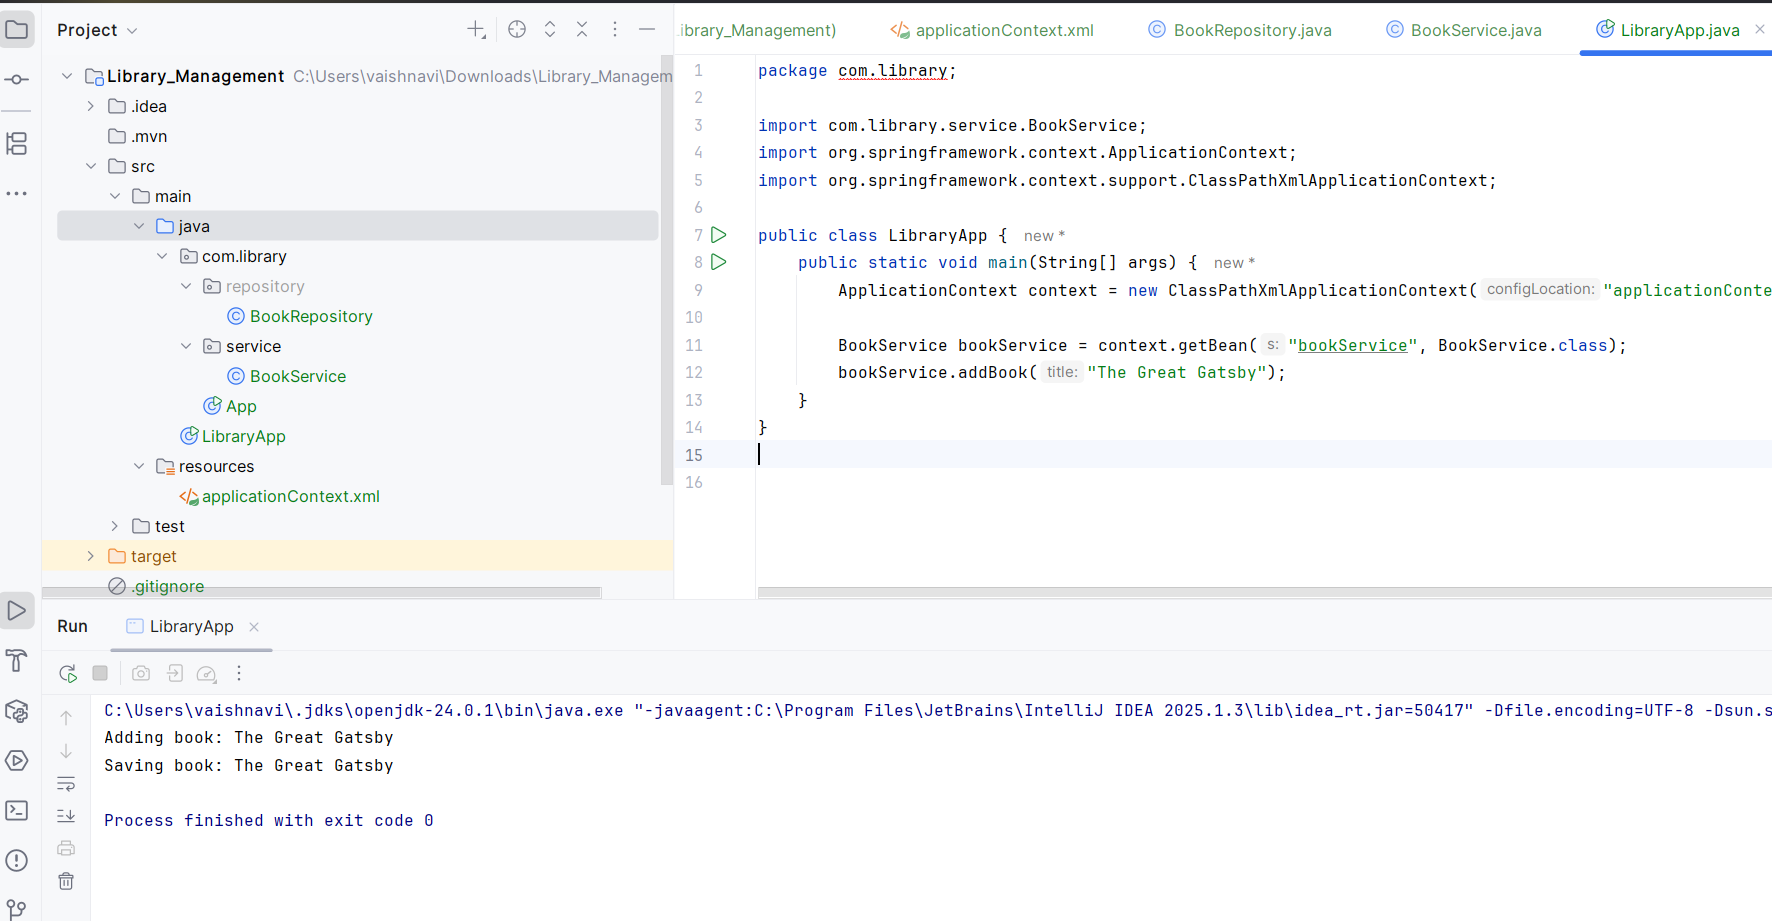 Project
Library_Management C:\Users\vaishnavi\Downloads\Library_Managem
.idea
.mvn
src
main
java
com.library
repository
BookRepository
service
BookService
App
LibraryApp
resources
applicationContext.xml
test
target
.gitignore
ibrary_Management) applicationContext.xml BookRepository.java BookService.java LibraryApp.java
1 package com.library;
2
3 import com.library.service.BookService;
4 import org.springframework.context.ApplicationContext;
5 import org.springframework.context.support.ClassPathXmlApplicationContext;
6
7 public class LibraryApp { new *
8 public static void main(String[] args) { new *
9 ApplicationContext context = new ClassPathXmlApplicationContext( configLocation: "applicationConte
10
11 BookService bookService = context.getBean( s: "bookService", BookService.class);
12 bookService.addBook( title: "The Great Gatsby");
13 }
14 }
15
16
Run LibraryApp
C:\Users\vaishnavi\.jdks\openjdk-24.0.1\bin\java.exe "-javaagent:C:\Program Files\JetBrains\IntelliJ IDEA 2025.1.3\lib\idea_rt.jar=50417" -Dfile.encoding=UTF-8 -Dsun.s
Adding book: The Great Gatsby
Saving book: The Great Gatsby
Process finished with exit code 0